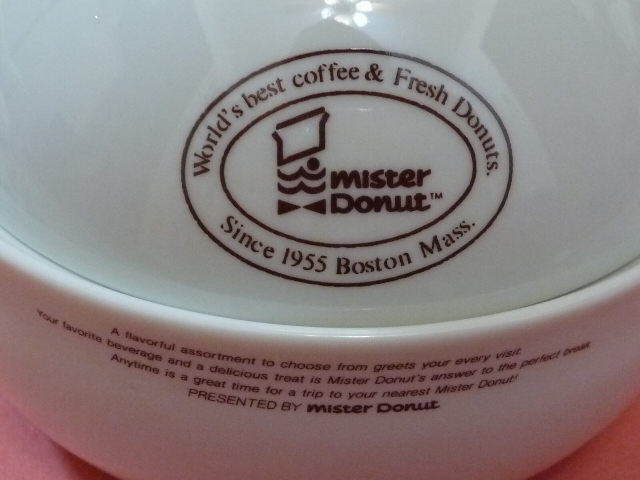 World's best coffee & Fresh Donuts.
mister
Donut™
Since 1955 Boston Mass.
A flavorful assortment to choose from greets your every visit.
Your favorite beverage and a delicious treat is Mister Donut's answer to the perfect break.
Anytime is a great time for a trip to your nearest Mister Donut!
PRESENTED BY mister Donut